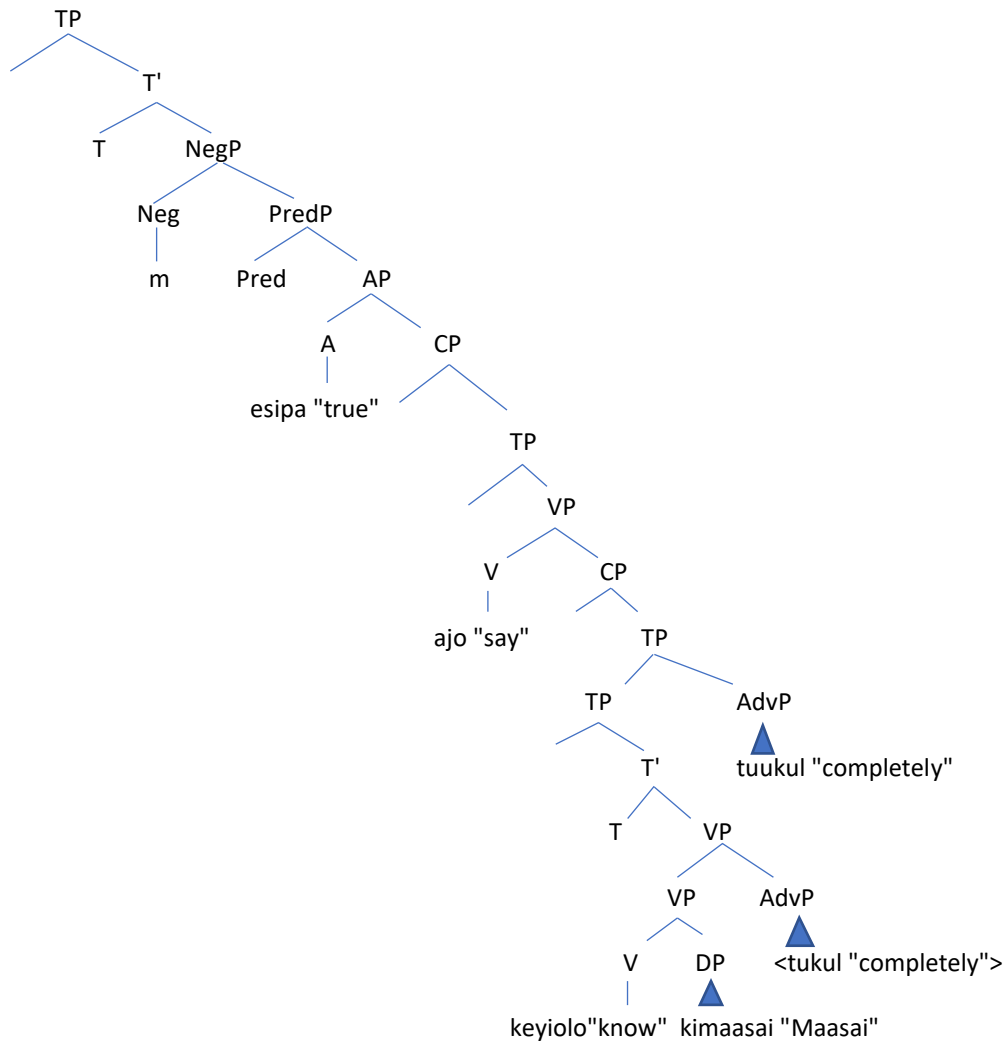 TP
T'
T NegP
Neg PredP
m Pred AP
A CP
esipa "true"
TP
VP
V CP
ajo "say" TP
TP AdvP
T' tuukul "completely"
T VP
VP AdvP
V DP <tukul "completely">
keyiolo"know" kimaasai "Maasai"